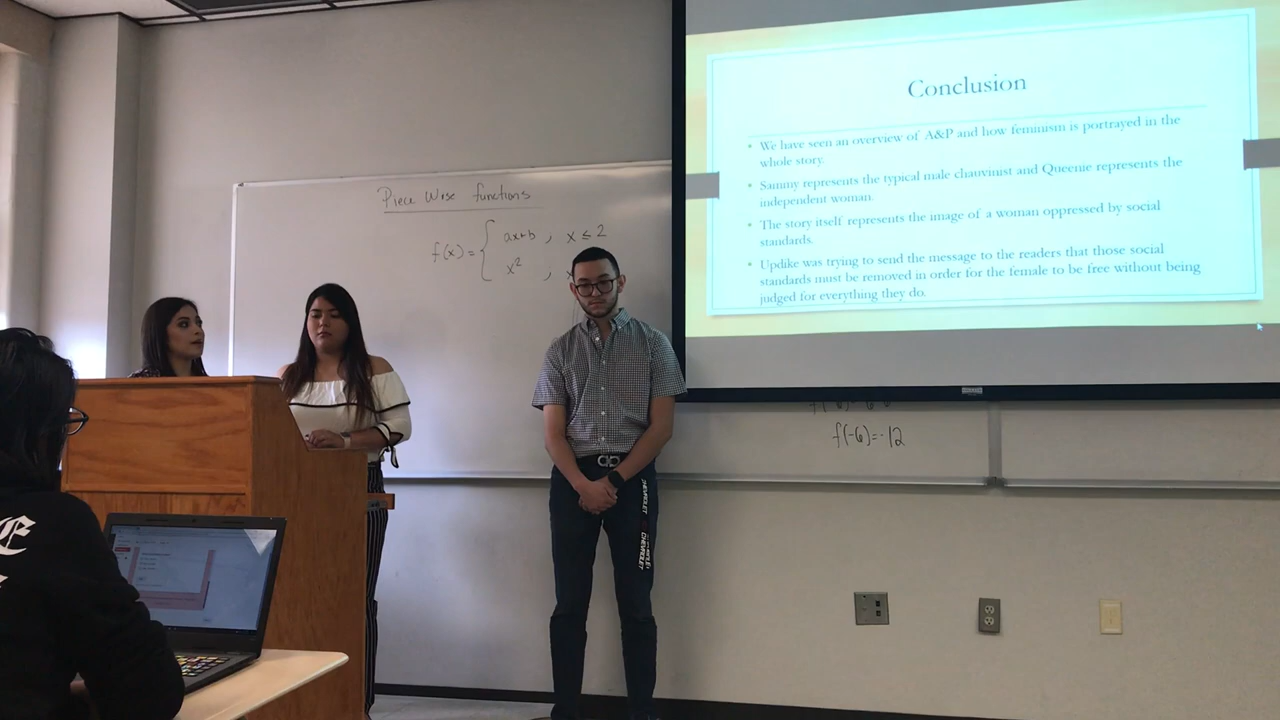 Conclusion
• We have seen an overview of A&P and how feminism is portrayed in the
whole story.
• Sammy represents the typical male chauvinist and Queenie represents the
independent woman.
• The story itself represents the image of a woman oppressed by social
standards.
• Updike was trying to send the message to the readers that those social
standards must be removed in order for the female to be free without being
judged for everything they do.
Piece Wise functions
f(x) = { ax+b , x ≤ 2
x² ,
f(-6)=-12
CHEVROLET
CHEVROLET